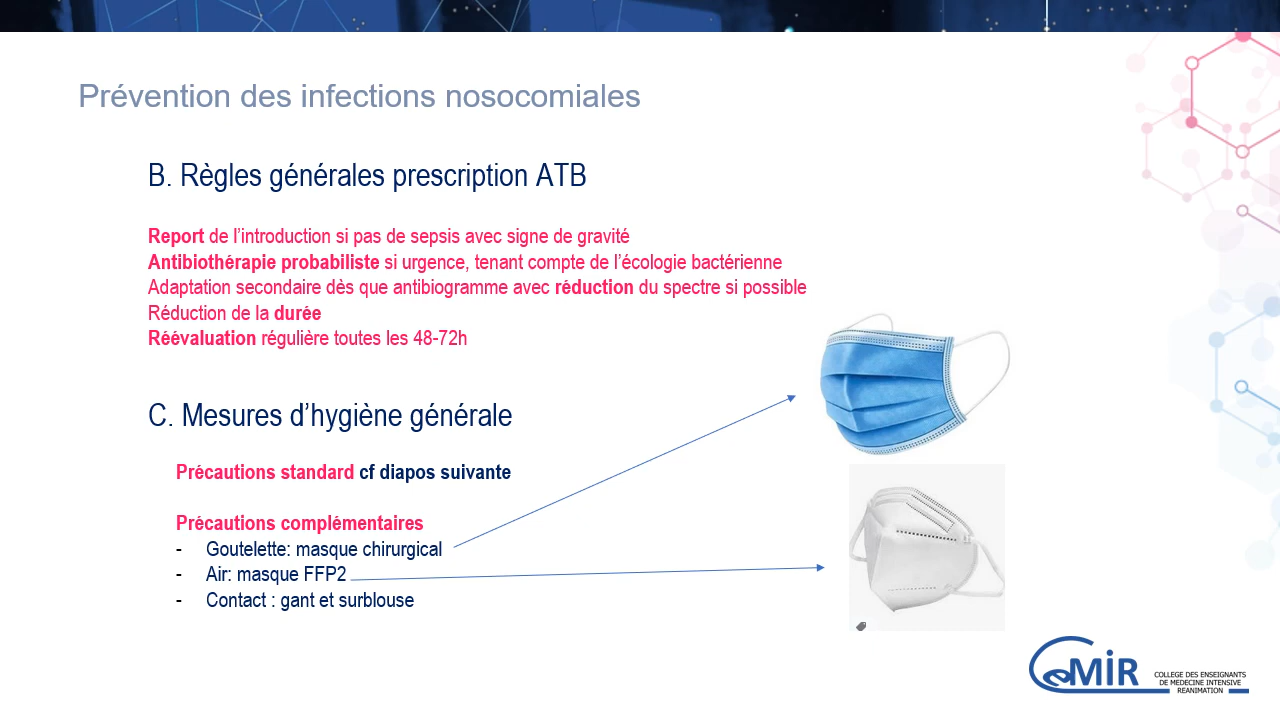 Prévention des infections nosocomiales
B. Règles générales prescription ATB
Report de l’introduction si pas de sepsis avec signe de gravité
Antibiothérapie probabiliste si urgence, tenant compte de l’écologie bactérienne
Adaptation secondaire dès que antibiogramme avec réduction du spectre si possible
Réduction de la durée
Réévaluation régulière toutes les 48-72h
C. Mesures d’hygiène générale
Précautions standard cf diapos suivante
Précautions complémentaires
- Goutelette: masque chirurgical
- Air: masque FFP2
- Contact : gant et surblouse
CeMIR
COLLEGE DES ENSEIGNANTS
DE MEDECINE INTENSIVE
REANIMATION